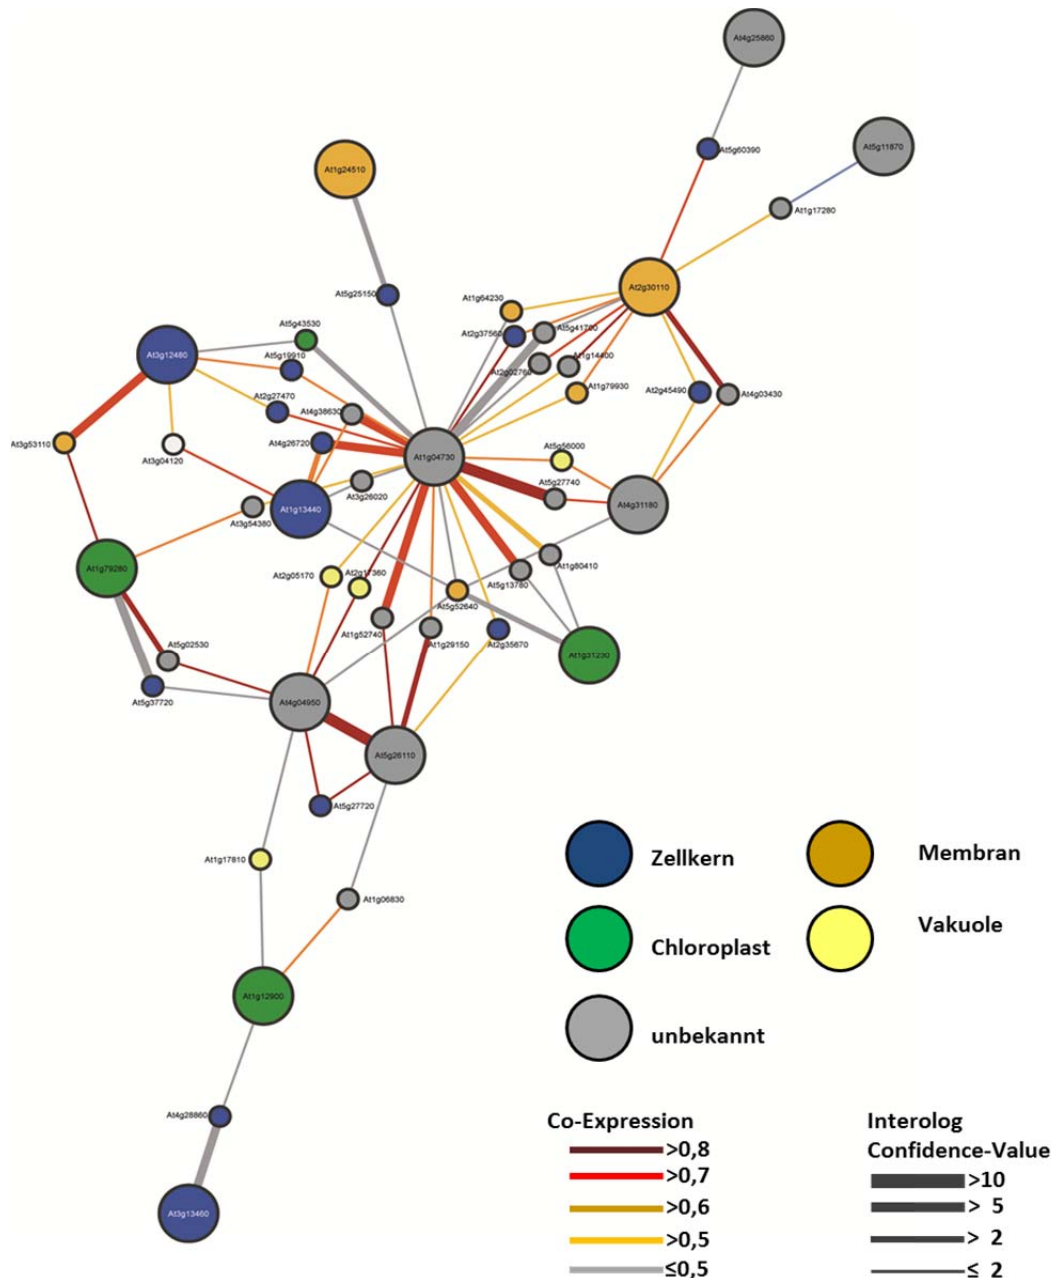 At4g25860
At5g11870
At5g60390
At1g24510
At1g17280
At2g30110
At5g25150
At1g64230
At5g43530
At2g37560
At5g41700
At3g12480
At5g19910
At2g02760
At1g14400
At1g79930
At2g45490
At4g03430
At2g27470
At4g38630
At3g53110
At3g04120
At4g26720
At1g04730
At5g56000
At3g26020
At5g27740
At3g54380
At1g13440
At4g31180
At1g79280
At2g05170
At2g17360
At1g80410
At5g13780
At5g52640
At1g52740
At1g29150
At2g35670
At5g02530
At1g31230
At5g37720
At4g04950
At5g26110
At5g27720
At1g17810
At1g06830
At1g12900
At4g28860
At3g13460
Zellkern
Membran
Chloroplast
Vakuole
unbekannt
Co-Expression
>0,8
>0,7
>0,6
>0,5
≤0,5
Interolog
Confidence-Value
>10
> 5
> 2
≤ 2